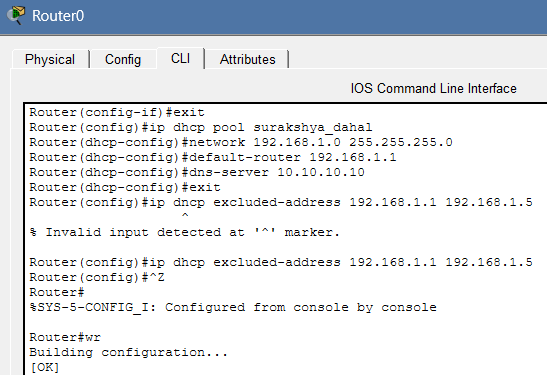 Router0
Physical Config CLI Attributes
IOS Command Line Interface
Router(config-if)#exit
Router(config)#ip dhcp pool surakshya_dahal
Router(dhcp-config)#network 192.168.1.0 255.255.255.0
Router(dhcp-config)#default-router 192.168.1.1
Router(dhcp-config)#dns-server 10.10.10.10
Router(dhcp-config)#exit
Router(config)#ip dncp excluded-address 192.168.1.1 192.168.1.5
^
% Invalid input detected at '^' marker.
Router(config)#ip dhcp excluded-address 192.168.1.1 192.168.1.5
Router(config)#^Z
Router#
%SYS-5-CONFIG_I: Configured from console by console
Router#wr
Building configuration...
[OK]